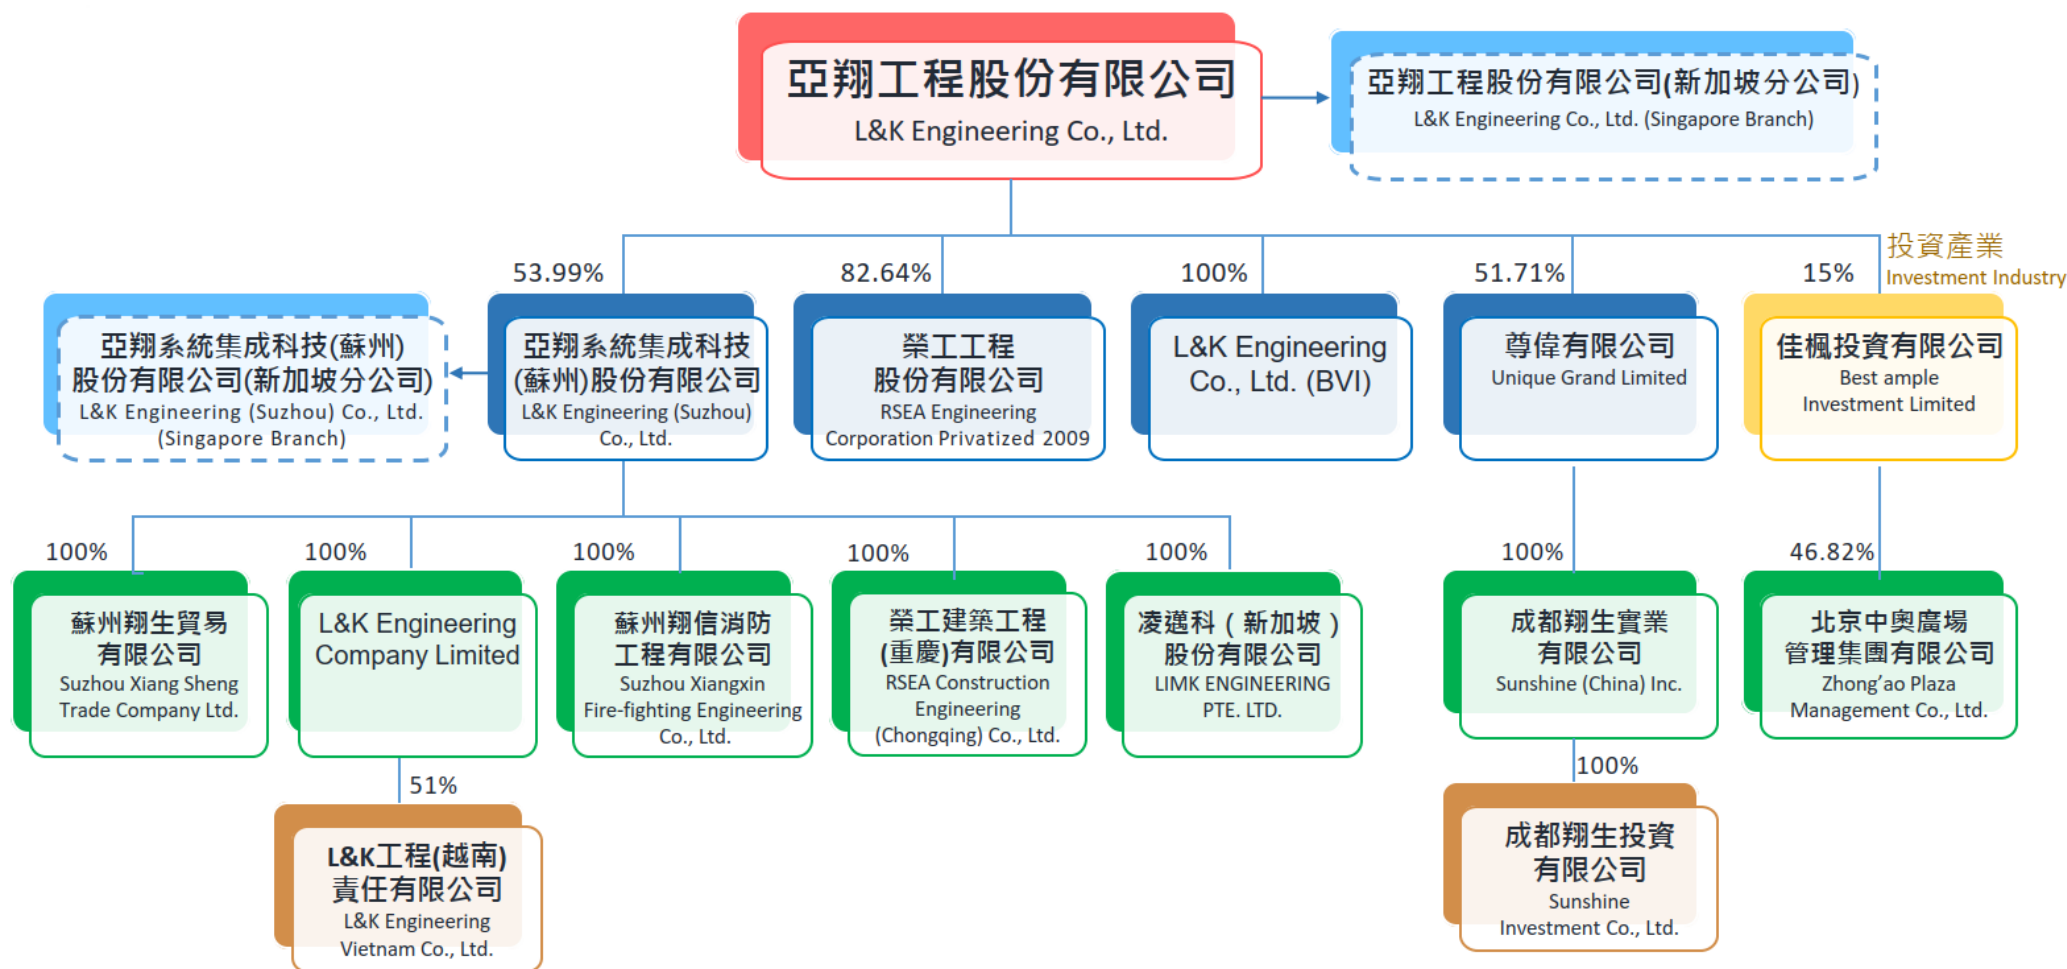 亞翔工程股份有限公司
L&K Engineering Co., Ltd.
亞翔工程股份有限公司(新加坡分公司)
L&K Engineering Co., Ltd. (Singapore Branch)
投資產業
Investment Industry
53.99%
82.64%
100%
51.71%
15%
亞翔系統集成科技(蘇州)
股份有限公司(新加坡分公司)
L&K Engineering (Suzhou) Co., Ltd.
(Singapore Branch)
亞翔系統集成科技
(蘇州)股份有限公司
L&K Engineering (Suzhou)
Co., Ltd.
榮工工程
股份有限公司
RSEA Engineering
Corporation Privatized 2009
L&K Engineering
Co., Ltd. (BVI)
尊偉有限公司
Unique Grand Limited
佳楓投資有限公司
Best ample
Investment Limited
100%
100%
100%
100%
100%
100%
46.82%
蘇州翔生貿易
有限公司
Suzhou Xiang Sheng
Trade Company Ltd.
L&K Engineering
Company Limited
蘇州翔信消防
工程有限公司
Suzhou Xiangxin
Fire-fighting Engineering
Co., Ltd.
榮工建築工程
(重慶)有限公司
RSEA Construction
Engineering
(Chongqing) Co., Ltd.
凌邁科（新加坡）
股份有限公司
LIMK ENGINEERING
PTE. LTD.
成都翔生實業
有限公司
Sunshine (China) Inc.
北京中奧廣場
管理集團有限公司
Zhong’ao Plaza
Management Co., Ltd.
51%
100%
L&K工程(越南)
責任有限公司
L&K Engineering
Vietnam Co., Ltd.
成都翔生投資
有限公司
Sunshine
Investment Co., Ltd.